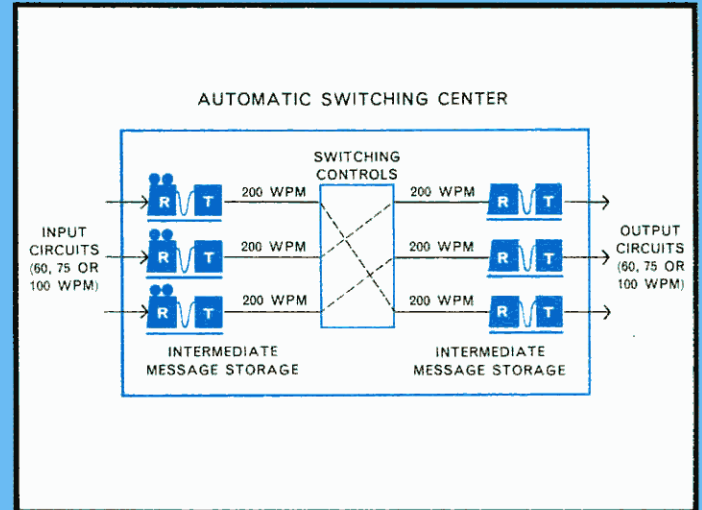 AUTOMATIC SWITCHING CENTER
SWITCHING
CONTROLS
INPUT
CIRCUITS
(60, 75 OR
100 WPM)
R T
200 WPM
200 WPM
R T
R T
200 WPM
200 WPM
R T
R T
200 WPM
200 WPM
R T
OUTPUT
CIRCUITS
(60, 75 OR
100 WPM)
INTERMEDIATE
MESSAGE STORAGE
INTERMEDIATE
MESSAGE STORAGE